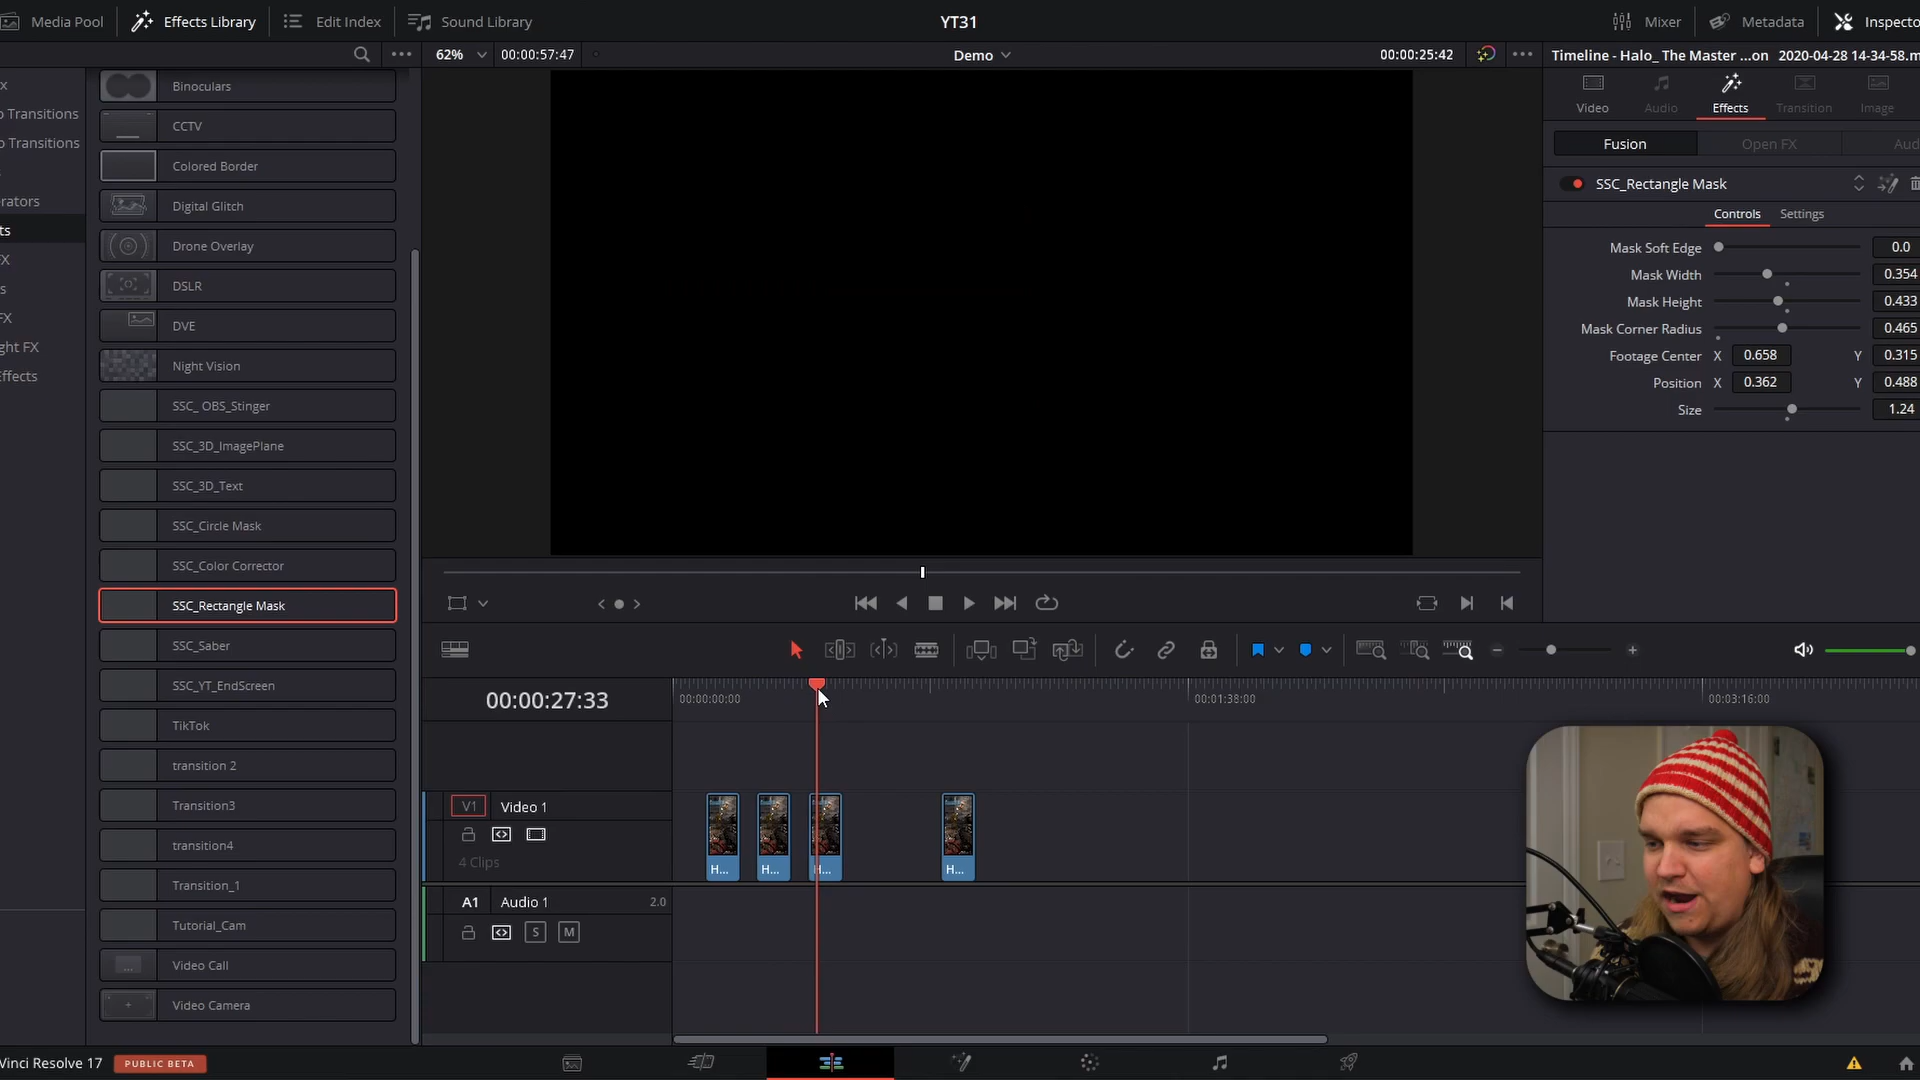 Media Pool
Effects Library
Edit Index
Sound Library
YT31
Mixer
Metadata
Inspecto
62%
00:00:57:47
Demo
00:00:25:42
Timeline - Halo_ The Master ...on 2020-04-28 14-34-58.m
x
o Transitions
o Transitions
s
rators
ts
FX
s
FX
ght FX
Effects
Binoculars
CCTV
Colored Border
Digital Glitch
Drone Overlay
DSLR
DVE
Night Vision
SSC_ OBS_Stinger
SSC_3D_ImagePlane
SSC_3D_Text
SSC_Circle Mask
SSC_Color Corrector
SSC_Rectangle Mask
SSC_Saber
SSC_YT_EndScreen
TikTok
transition 2
Transition3
transition4
Transition_1
Tutorial_Cam
Video Call
Video Camera
Video
Audio
Effects
Transition
Image
Fusion
Open FX
Aud
SSC_Rectangle Mask
Controls
Settings
Mask Soft Edge 0.0
Mask Width 0.354
Mask Height 0.433
Mask Corner Radius 0.465
Footage Center X 0.658 Y 0.315
Position X 0.362 Y 0.488
Size 1.24
00:00:27:33
00:00:00:00
00:01:38:00
00:03:16:00
V1 Video 1
4 Clips
H...
H...
H...
H...
A1 Audio 1 2.0
S
M
Vinci Resolve 17
PUBLIC BETA